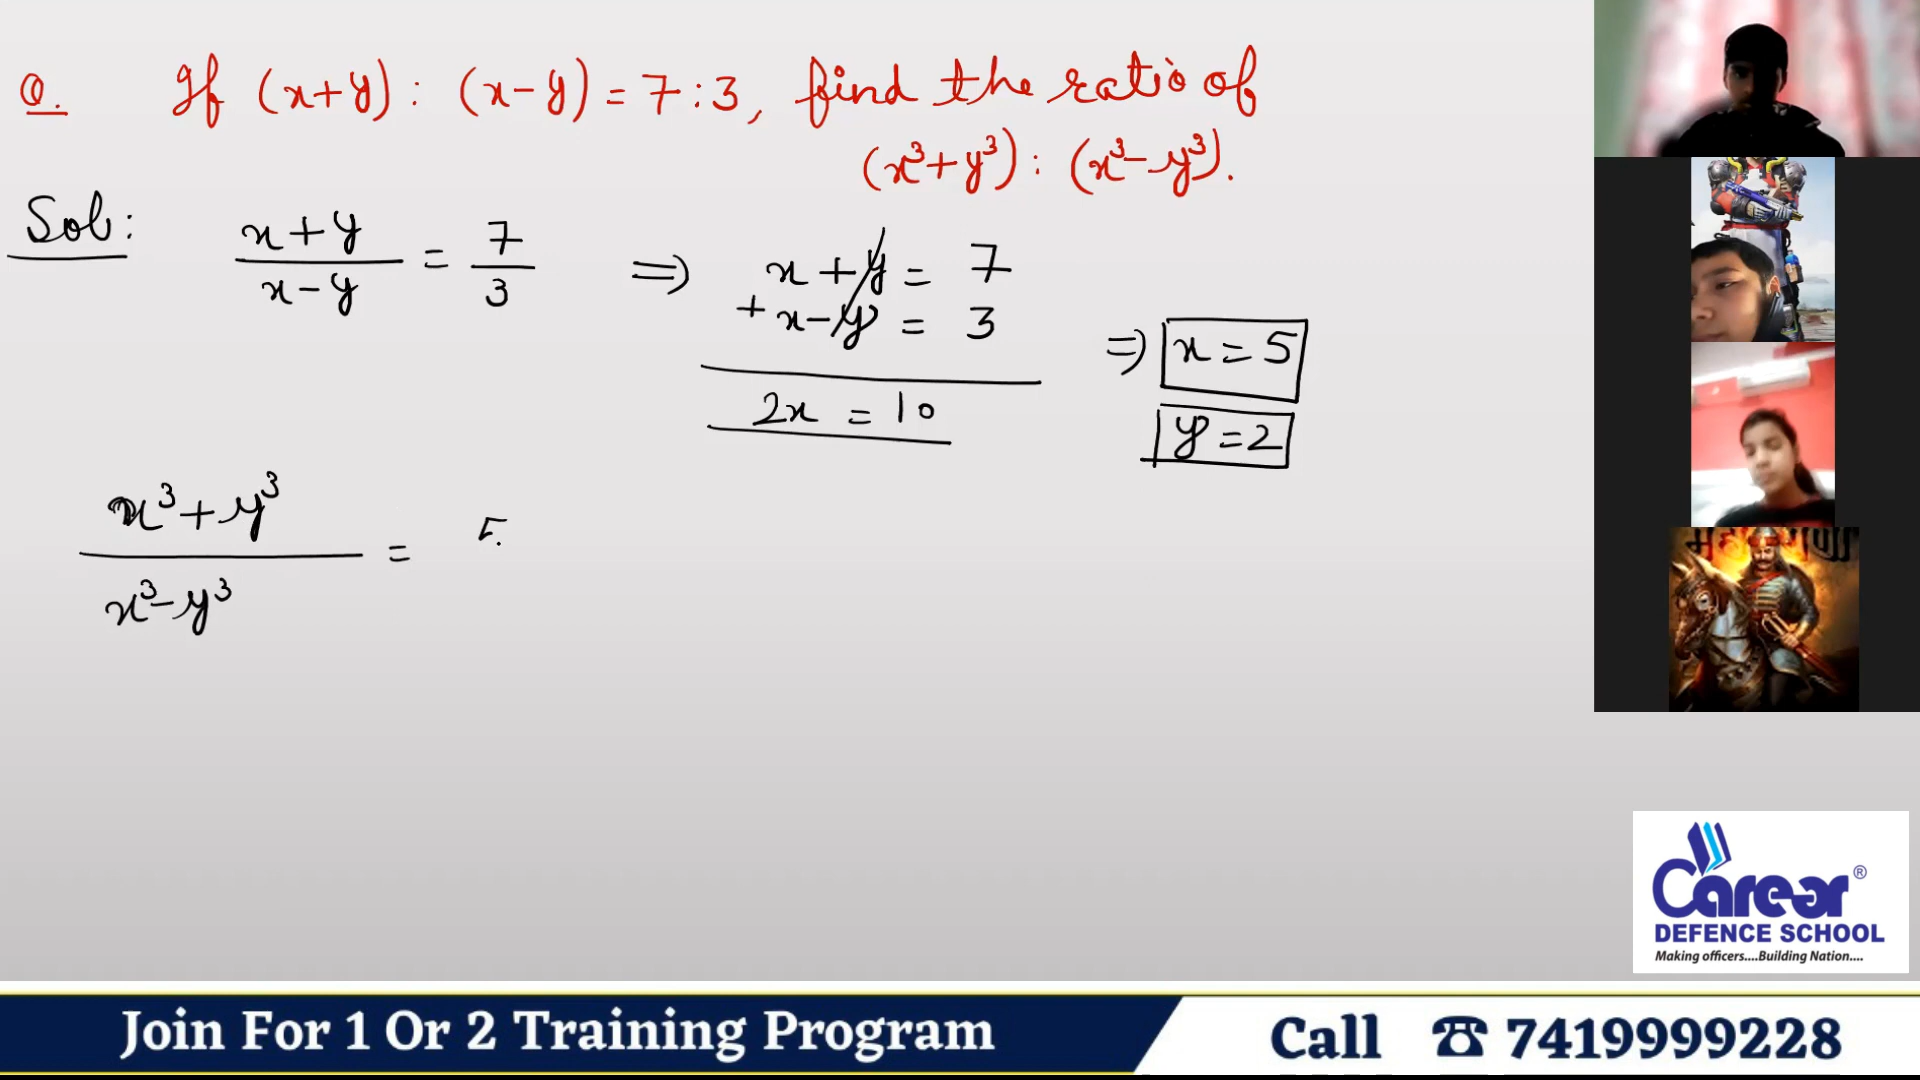 Q. If (x+y) : (x-y) = 7 : 3, find the ratio of
(x³+y³) : (x³-y³).
Sol:
x+y/x-y = 7/3 ⇒ x+y = 7
+ x-y = 3
2x = 10
⇒ x = 5
y = 2
x³+y³/x³-y³ = 5
महाराणा
Career®
DEFENCE SCHOOL
Making officers....Building Nation....
Join For 1 Or 2 Training Program
Call ☎ 7419999228